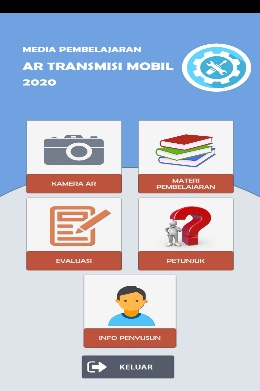 MEDIA PEMBELAJARAN
AR TRANSMISI MOBIL
2020
KAMERA AR
MATERI
PEMBELAJARAN
EVALUASI
PETUNJUK
INFO PENYUSUN
KELUAR